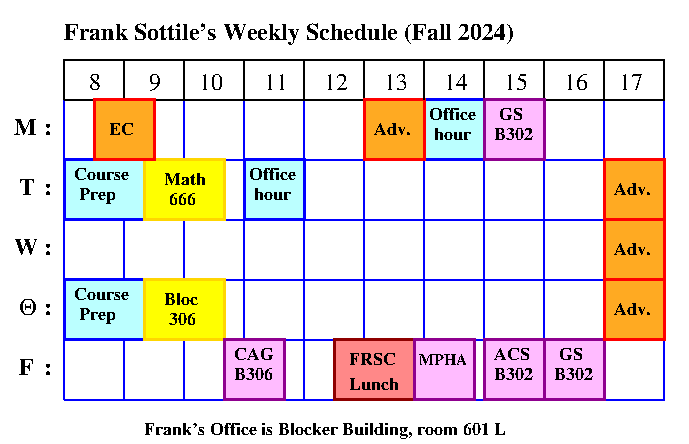 Frank Sottile's Weekly Schedule (Fall 2024)
8 9 10 11 12 13 14 15 16 17
M : EC Adv. Office hour GS B302
T : Course Prep Math 666 Office hour Adv.
W : Adv.
Θ : Course Prep Bloc 306 Adv.
F : CAG B306 FRSC Lunch MPHA ACS B302 GS B302
Frank's Office is Blocker Building, room 601 L